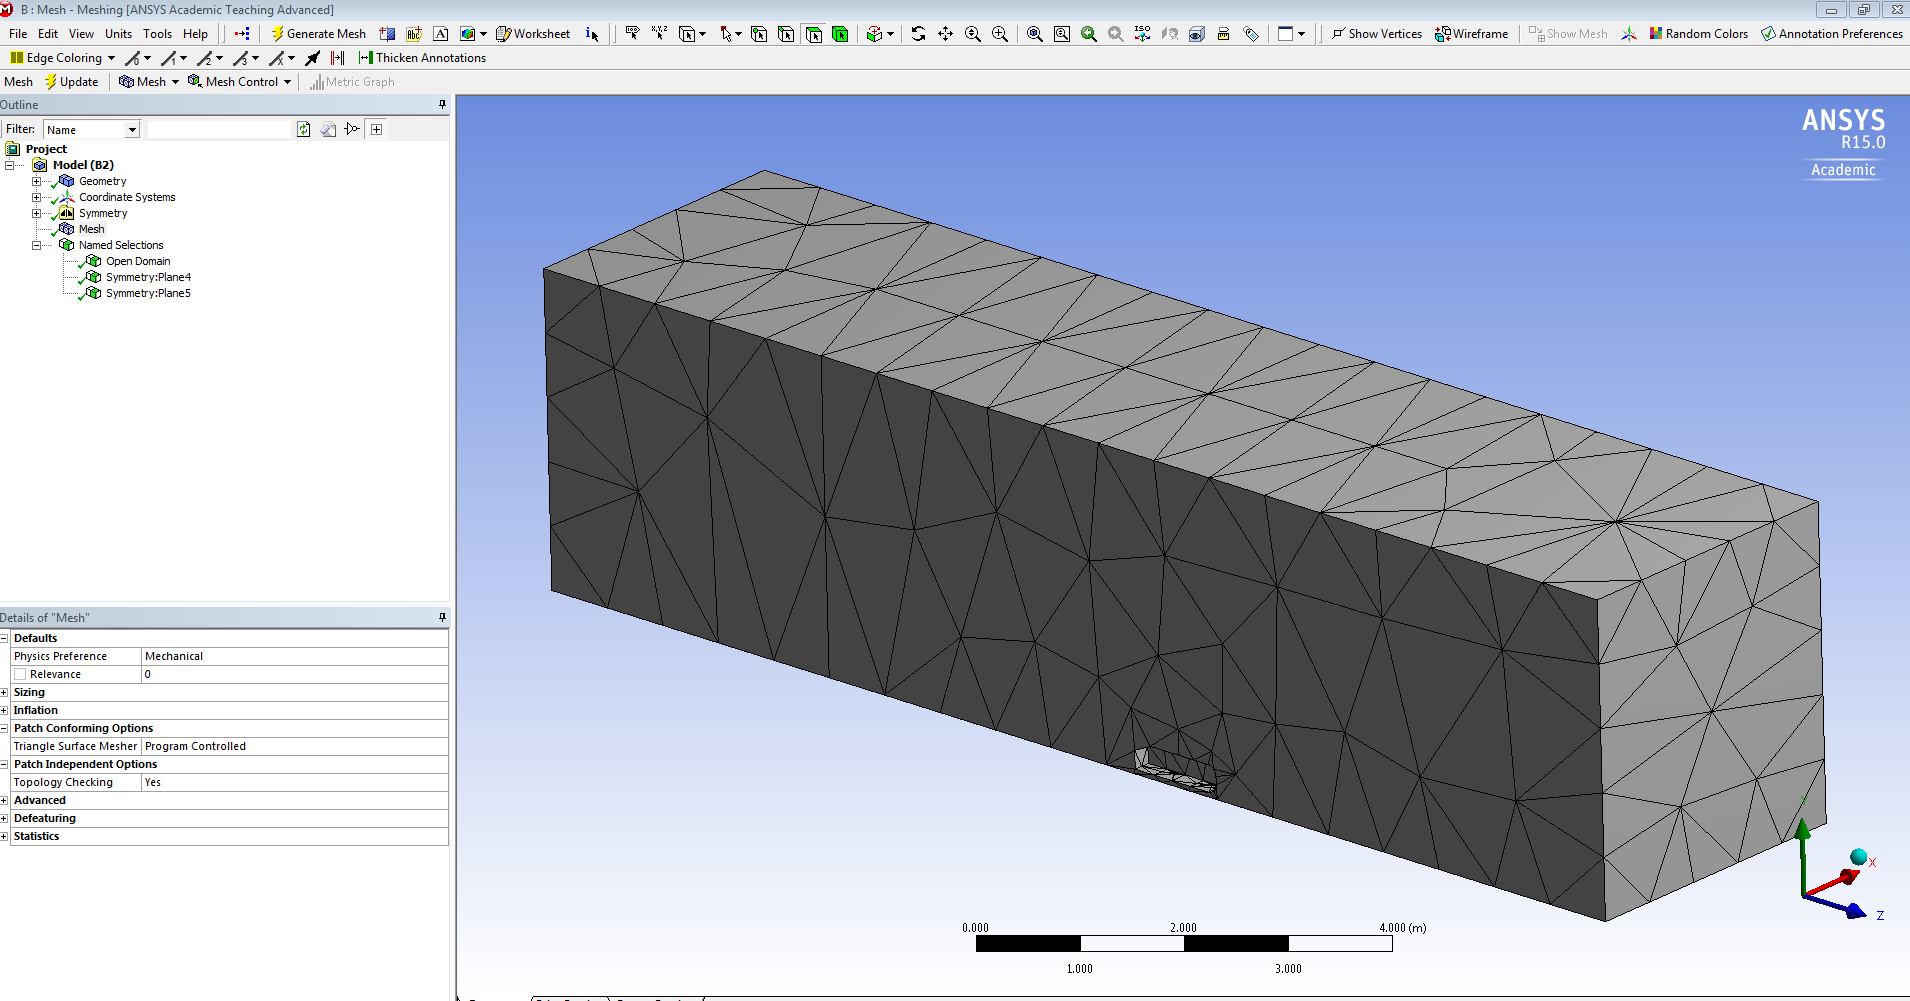 B : Mesh - Meshing [ANSYS Academic Teaching Advanced]
File Edit View Units Tools Help Generate Mesh Worksheet Show Vertices Wireframe Show Mesh Random Colors Annotation Preferences
Edge Coloring Thicken Annotations
Mesh Update Mesh Mesh Control Metric Graph
Outline
Filter: Name
Project
Model (B2)
Geometry
Coordinate Systems
Symmetry
Mesh
Named Selections
Open Domain
Symmetry:Plane4
Symmetry:Plane5
Details of "Mesh"
Defaults
Physics Preference Mechanical
Relevance 0
Sizing
Inflation
Patch Conforming Options
Triangle Surface Mesher Program Controlled
Patch Independent Options
Topology Checking Yes
Advanced
Defeaturing
Statistics
ANSYS
R15.0
Academic
Y
X
Z
0.000 2.000 4.000 (m)
1.000 3.000